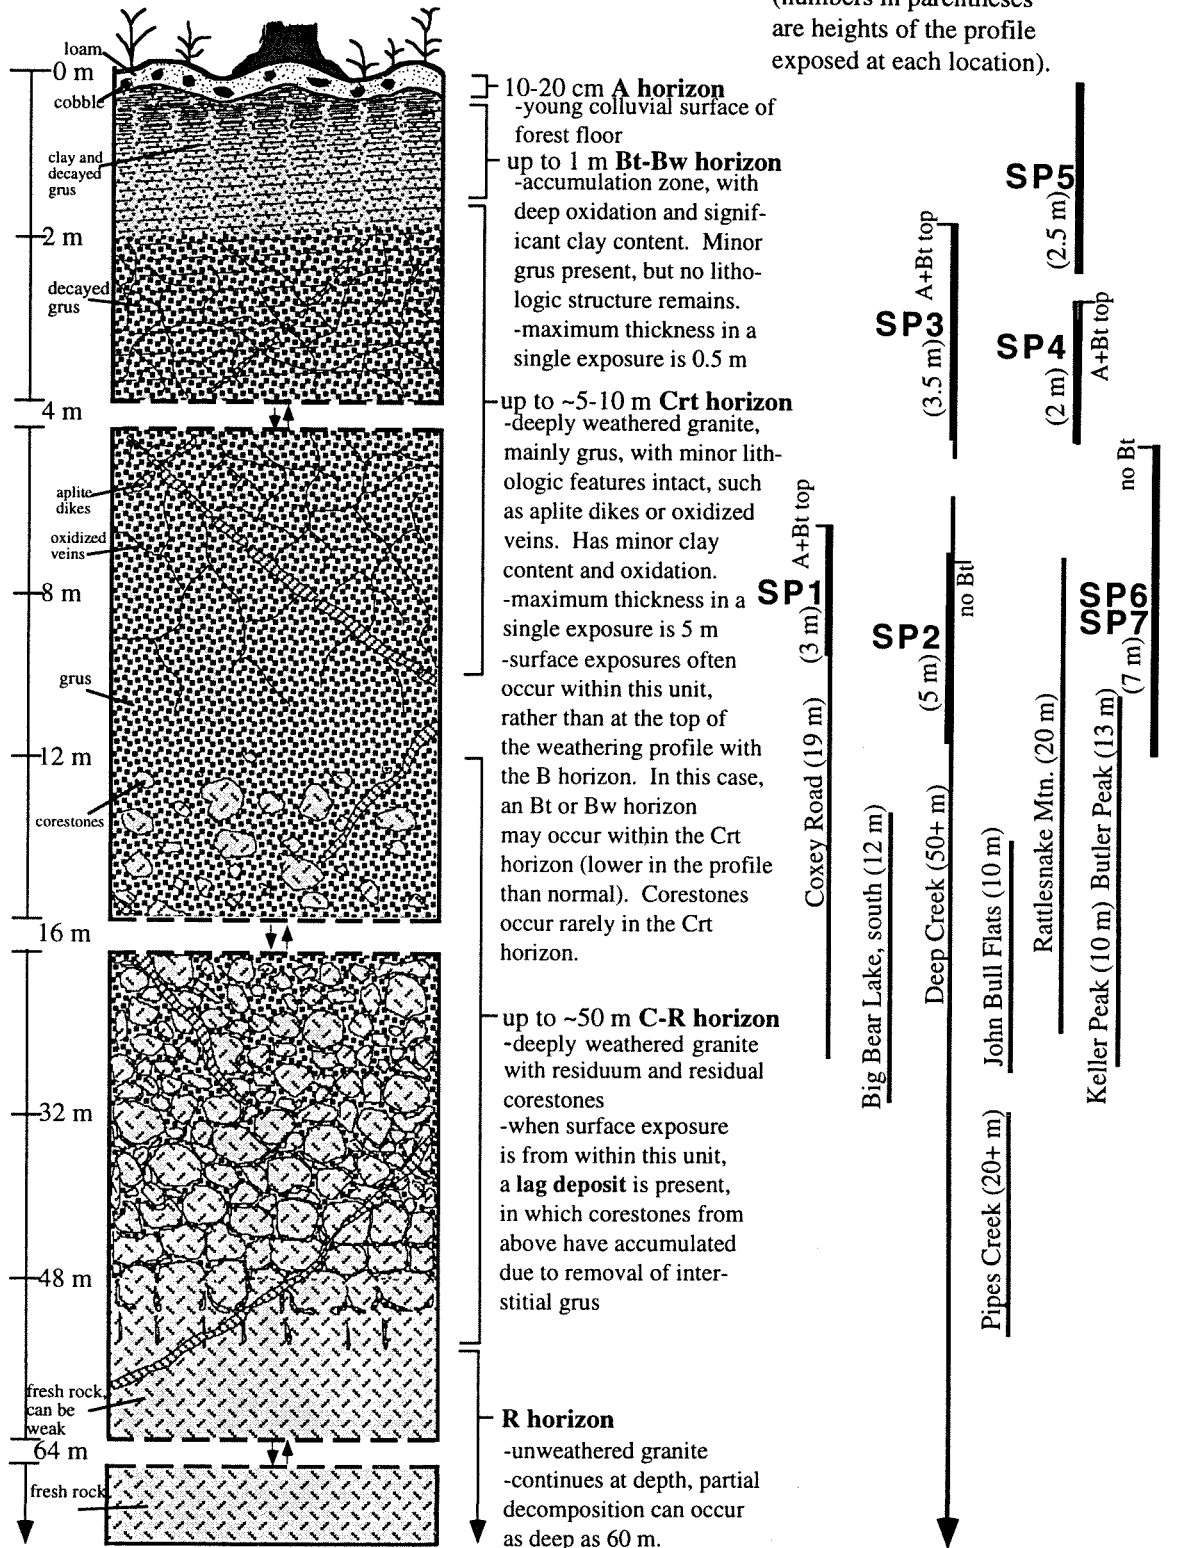 (numbers in parentheses
are heights of the profile
exposed at each location).
loam
0 m
cobble
clay and
decayed
grus
2 m
decayed
grus
4 m
aplite
dikes
oxidized
veins
8 m
grus
12 m
corestones
16 m
32 m
48 m
fresh rock,
can be
weak
64 m
fresh rock
10-20 cm A horizon
-young colluvial surface of
forest floor
up to 1 m Bt-Bw horizon
-accumulation zone, with
deep oxidation and signif-
icant clay content. Minor
grus present, but no litho-
logic structure remains.
-maximum thickness in a
single exposure is 0.5 m
up to ~5-10 m Crt horizon
-deeply weathered granite,
mainly grus, with minor lith-
ologic features intact, such
as aplite dikes or oxidized
veins. Has minor clay
content and oxidation.
-maximum thickness in a
single exposure is 5 m
-surface exposures often
occur within this unit,
rather than at the top of
the weathering profile with
the B horizon. In this case,
an Bt or Bw horizon
may occur within the Crt
horizon (lower in the profile
than normal). Corestones
occur rarely in the Crt
horizon.
up to ~50 m C-R horizon
-deeply weathered granite
with residuum and residual
corestones
-when surface exposure
is from within this unit,
a lag deposit is present,
in which corestones from
above have accumulated
due to removal of inter-
stitial grus
R horizon
-unweathered granite
-continues at depth, partial
decomposition can occur
as deep as 60 m.
SP5
(2.5 m)
A+Bt top
SP3
(3.5 m)
SP4
(2 m)
A+Bt top
no Bt
A+Bt top
SP1
(3 m)
no Bt
SP2
(5 m)
SP6
SP7
(7 m)
Coxey Road (19 m)
Big Bear Lake, south (12 m)
Deep Creek (50+ m)
John Bull Flats (10 m)
Rattlesnake Mtn. (20 m)
Keller Peak (10 m) Butler Peak (13 m)
Pipes Creek (20+ m)